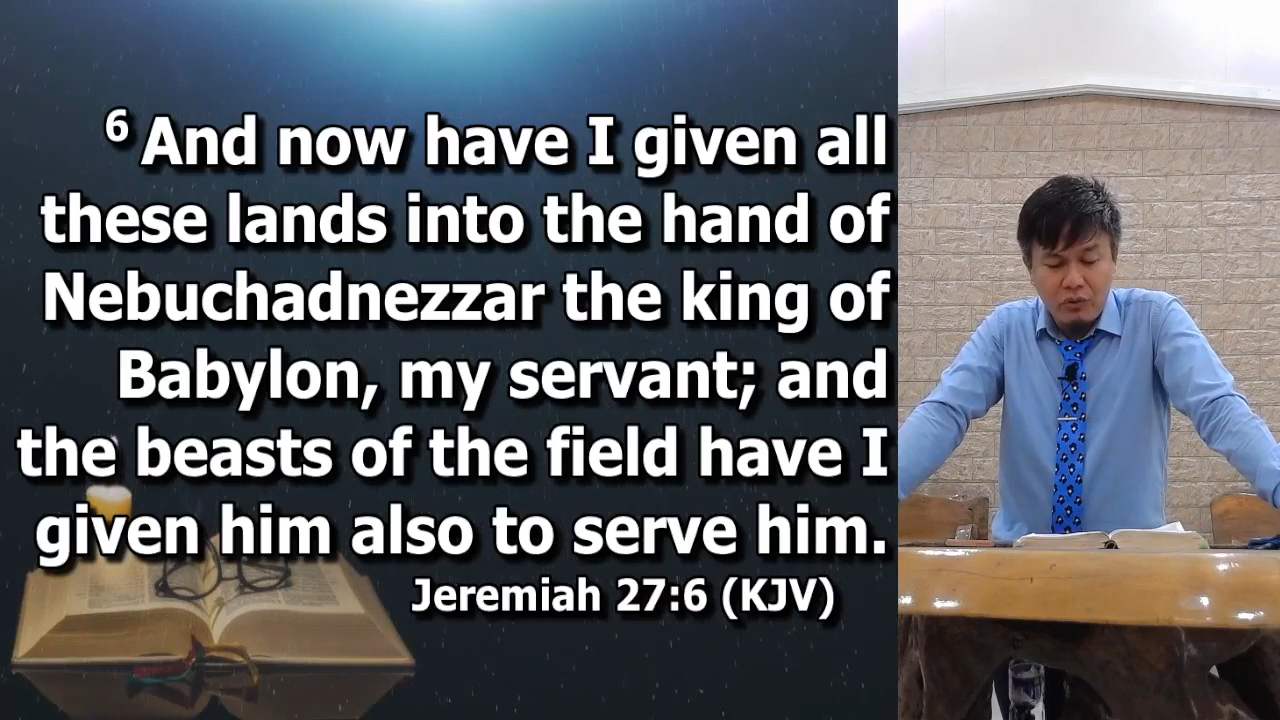 6 And now have I given all
these lands into the hand of
Nebuchadnezzar the king of
Babylon, my servant; and
the beasts of the field have I
given him also to serve him.
Jeremiah 27:6 (KJV)